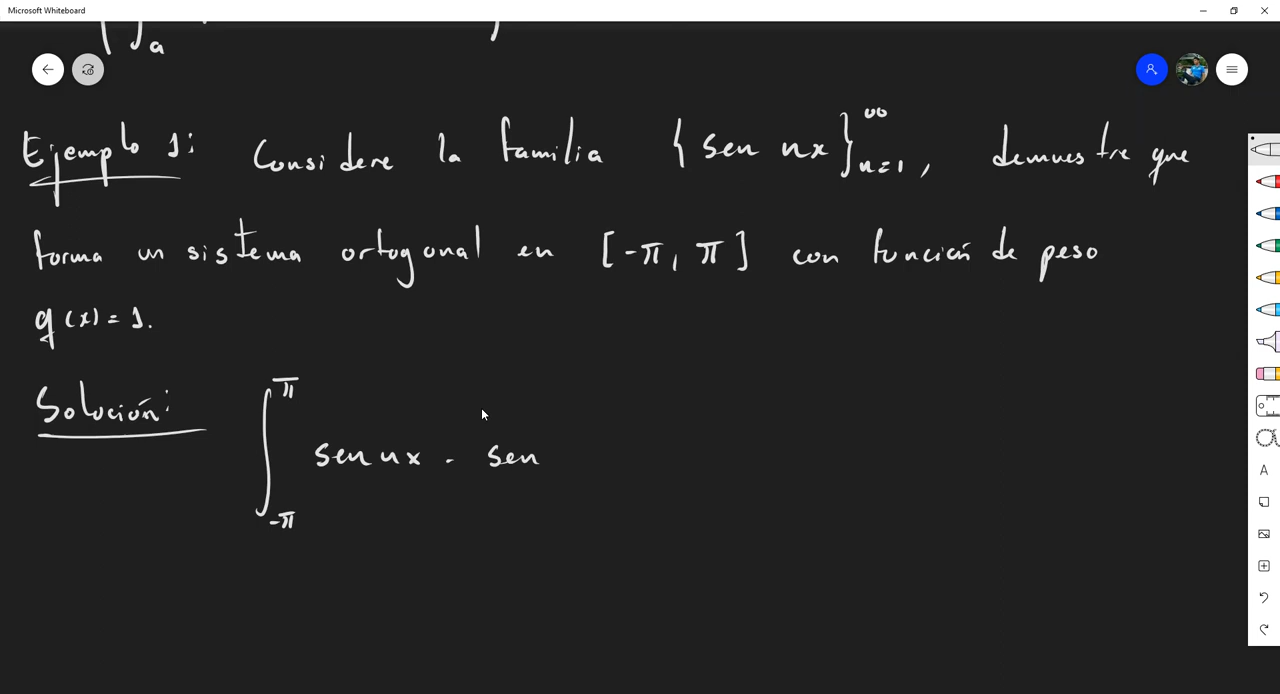 Microsoft Whiteboard
a
Ejemplo 1: Considere la familia { sen nx }_{n=1}^{∞}, demuestre que
forma un sistema ortogonal en [-π, π] con función de peso
q(x) = 1.
Solución: ∫_{-π}^{π} sen nx · sen
A